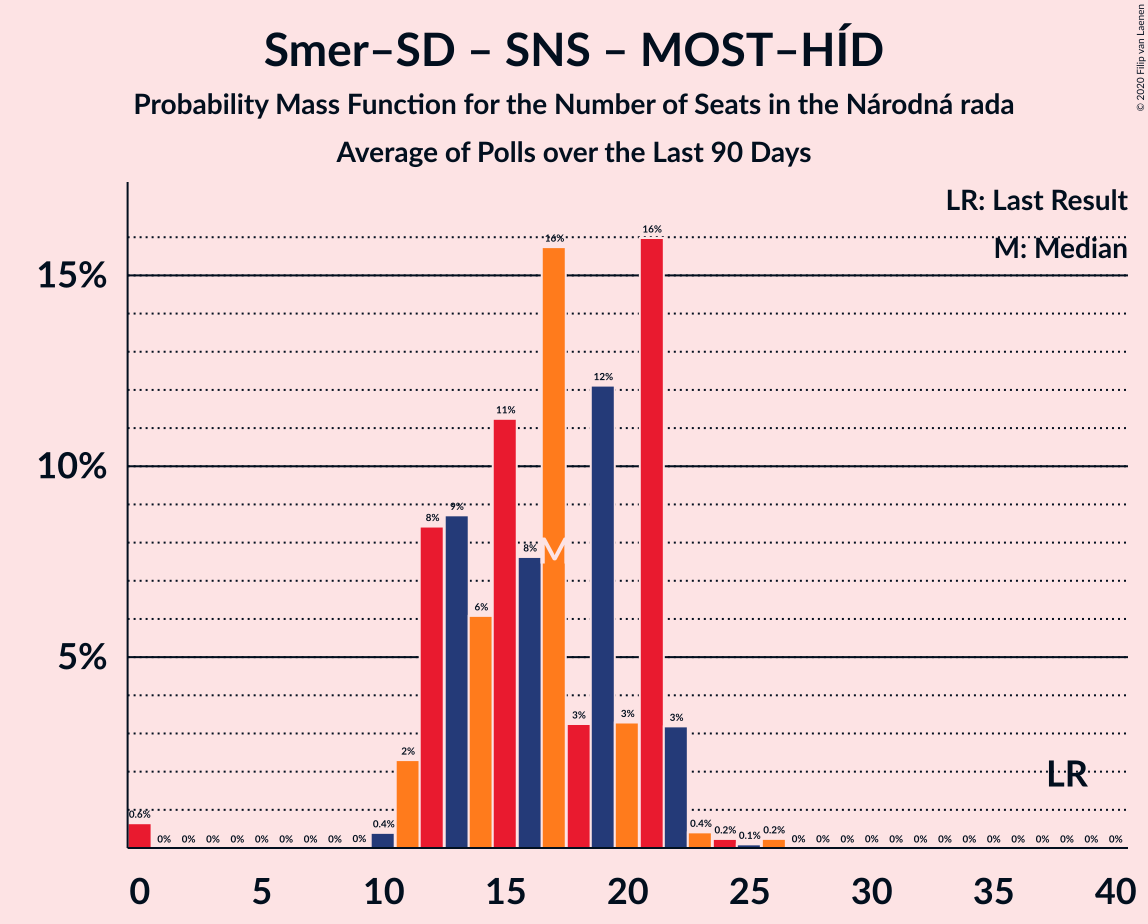 Smer–SD – SNS – MOST–HÍD
Probability Mass Function for the Number of Seats in the Národná rada
Average of Polls over the Last 90 Days
© 2020 Filip van Laenen
LR: Last Result
M: Median
15%
10%
5%
0.6% 0% 0% 0% 0% 0% 0% 0% 0% 0% 0.4% 2% 8% 9% 6% 11% 8% 16% 3% 12% 3% 16% 3% 0.4% 0.2% 0.1% 0.2% 0% 0% 0% 0% 0% 0% 0% 0% 0% 0% 0% 0% 0% 0%
M
LR
0 5 10 15 20 25 30 35 40